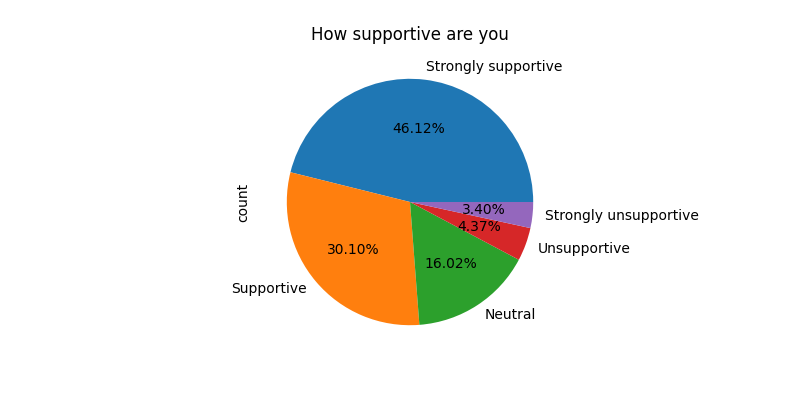 How supportive are you
Strongly supportive
46.12%
count
3.40%
Strongly unsupportive
4.37%
Unsupportive
30.10%
16.02%
Supportive
Neutral